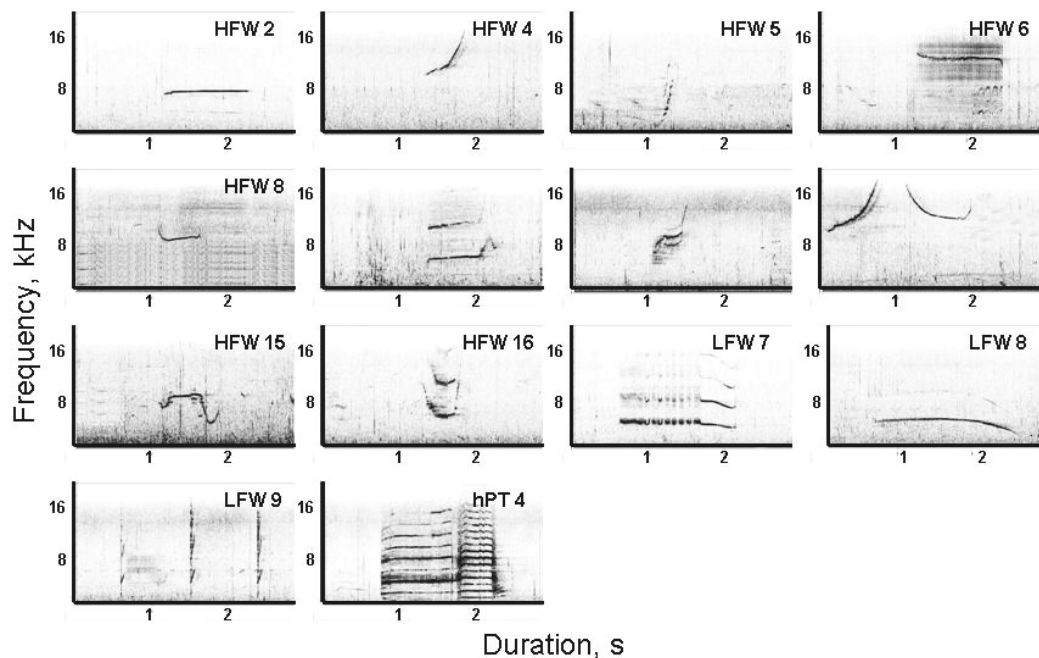 HFW 2 HFW 4 HFW 5 HFW 6
16 16 16 16
8 8 8 8
1 2 1 2 1 2 1 2
HFW 8
16 16 16 16
8 8 8 8
1 2 1 2 1 2 1 2
HFW 15 HFW 16 LFW 7 LFW 8
16 16 16 16
8 8 8 8
1 2 1 2 1 2 1 2
LFW 9 hPT 4
16 16
8 8
1 2 1 2
Frequency, kHz
Duration, s